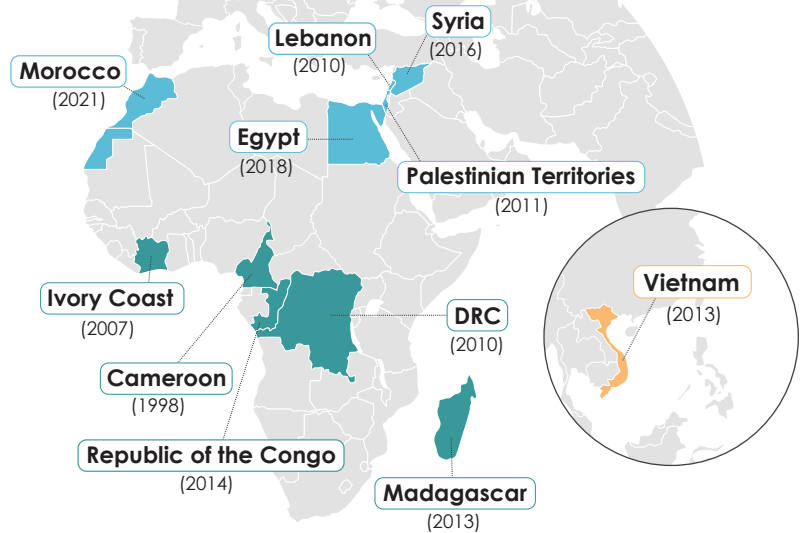 Syria
(2016)
Lebanon
(2010)
Morocco
(2021)
Egypt
(2018)
Palestinian Territories
(2011)
Ivory Coast
(2007)
Vietnam
(2013)
DRC
(2010)
Cameroon
(1998)
Republic of the Congo
(2014)
Madagascar
(2013)